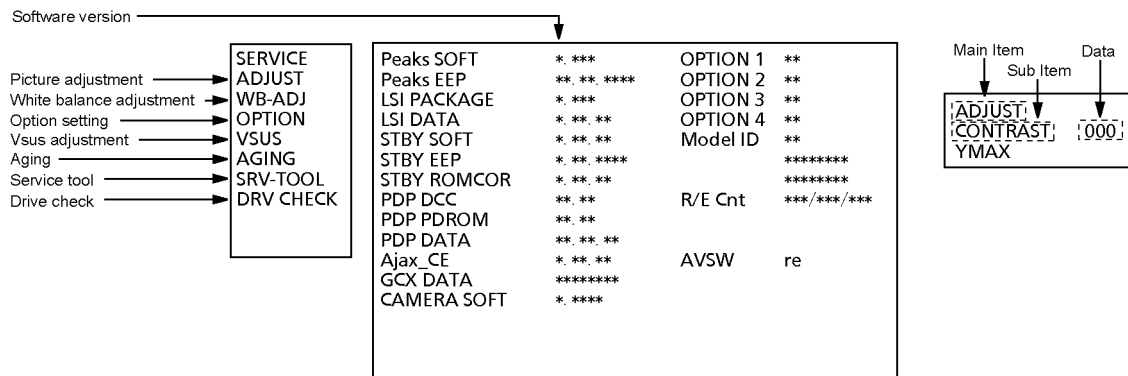 Software version
Picture adjustment
White balance adjustment
Option setting
Vsus adjustment
Aging
Service tool
Drive check
SERVICE
ADJUST
WB-ADJ
OPTION
VSUS
AGING
SRV-TOOL
DRV CHECK
Peaks SOFT *. *** OPTION 1 **
Peaks EEP **. **. **** OPTION 2 **
LSI PACKAGE *. *** OPTION 3 **
LSI DATA *. **. ** OPTION 4 **
STBY SOFT *. **. ** Model ID **
STBY EEP *. **. **** ********
STBY ROMCOR *. **. ** ********
PDP DCC **. ** R/E Cnt ***/***/***
PDP PDROM **. **
PDP DATA **. **. **
Ajax_CE *. **. ** AVSW re
GCX DATA ********
CAMERA SOFT *. ****
Main Item
Sub Item
Data
ADJUST
CONTRAST 000
YMAX